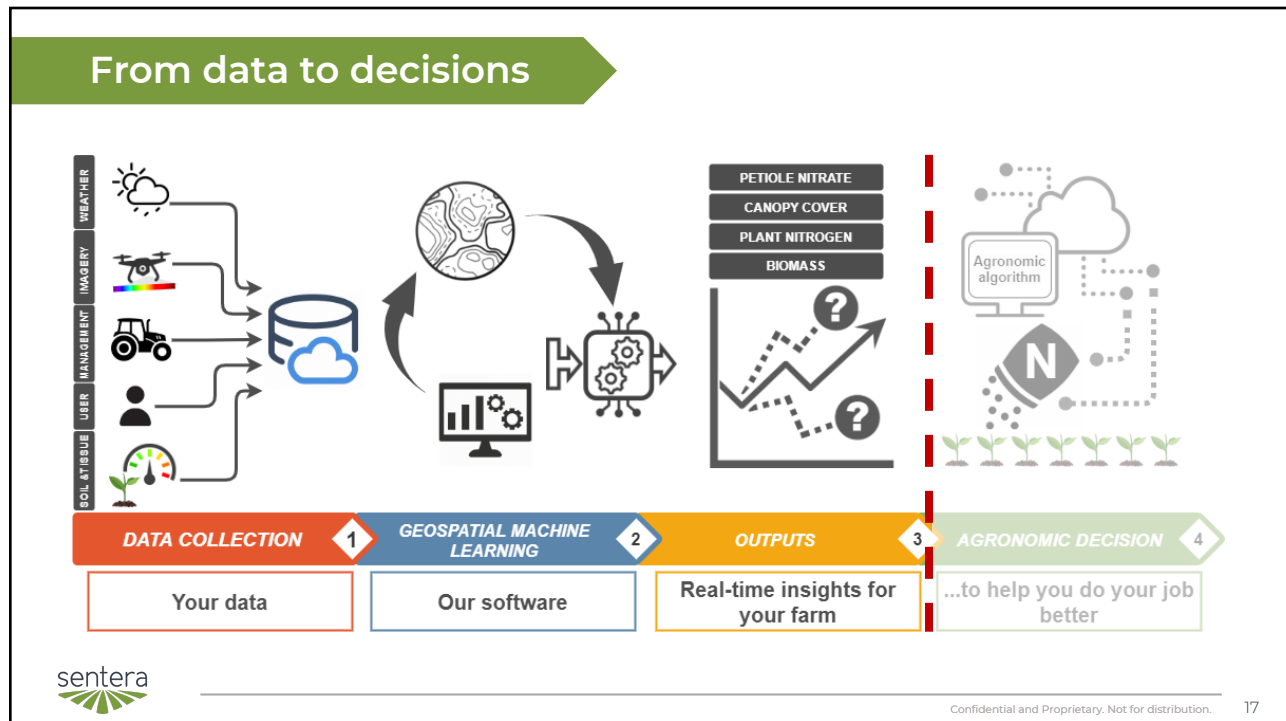 From data to decisions
WEATHER
IMAGERY
MANAGEMENT
USER
SOIL &TISSUE
PETIOLE NITRATE
CANOPY COVER
PLANT NITROGEN
BIOMASS
?
?
Agronomic
algorithm
N
DATA COLLECTION
1
GEOSPATIAL MACHINE
LEARNING
2
OUTPUTS
3
AGRONOMIC DECISION
4
Your data
Our software
Real-time insights for
your farm
...to help you do your job
better
sentera
Confidential and Proprietary. Not for distribution.
17